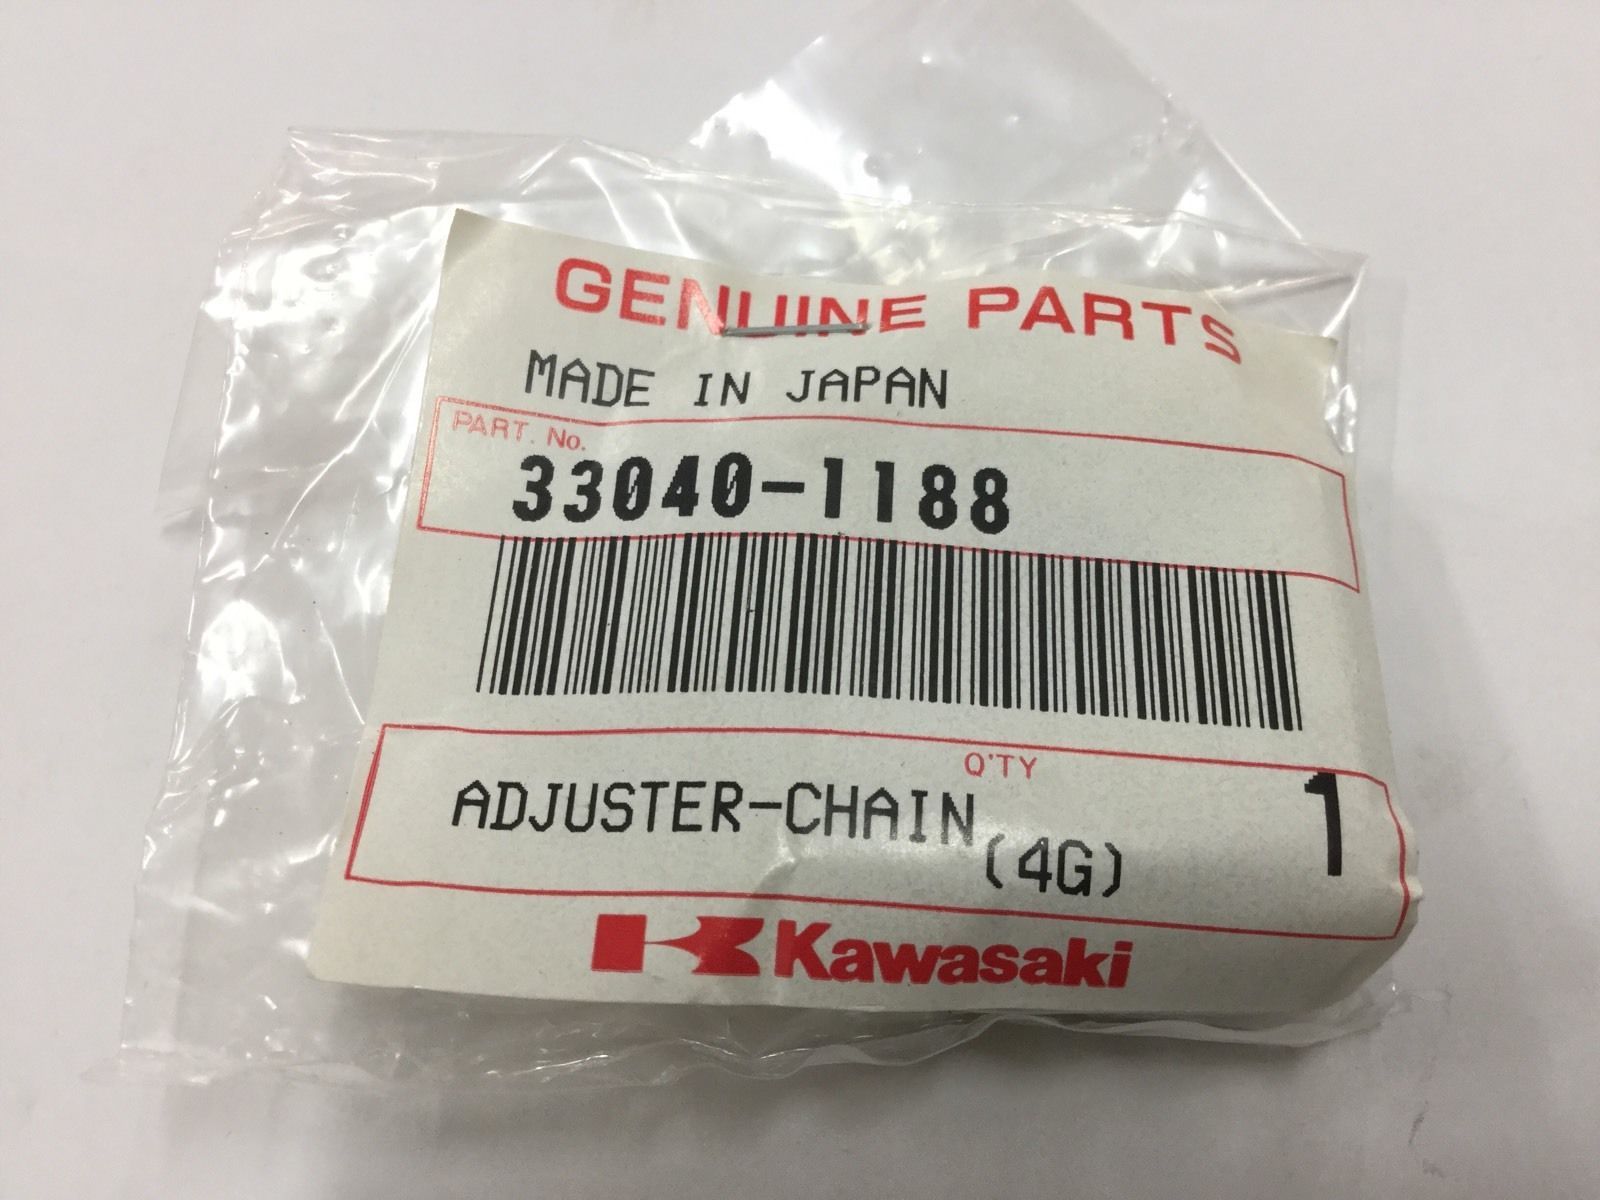 GENUINE PARTS
MADE IN JAPAN
PART. No.
33040-1188
Q'TY
ADJUSTER-CHAIN 1
(4G)
Kawasaki